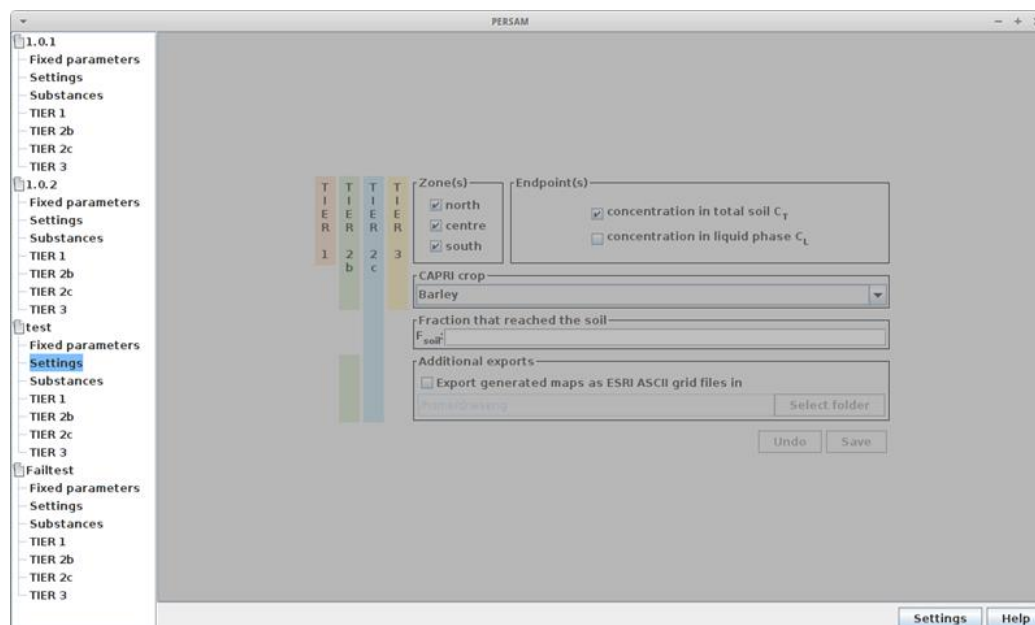 PERSAM
1.0.1
Fixed parameters
Settings
Substances
TIER 1
TIER 2b
TIER 2c
TIER 3
1.0.2
Fixed parameters
Settings
Substances
TIER 1
TIER 2b
TIER 2c
TIER 3
test
Fixed parameters
Settings
Substances
TIER 1
TIER 2b
TIER 2c
TIER 3
Failtest
Fixed parameters
Settings
Substances
TIER 1
TIER 2b
TIER 2c
TIER 3
TIER 1
TIER 2b
TIER 2c
TIER 3
Zone(s)
north
centre
south
Endpoint(s)
concentration in total soil CT
concentration in liquid phase CL
CAPRI crop
Barley
Fraction that reached the soil
Fsoil:
Additional exports
Export generated maps as ESRI ASCII grid files in
Select folder
Undo Save
Settings Help